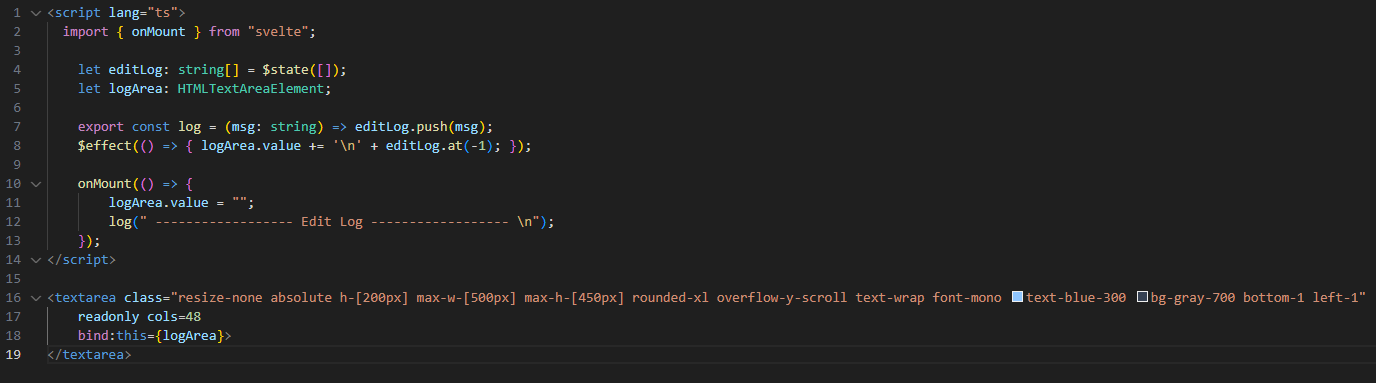 1 <script lang="ts">
2 import { onMount } from "svelte";
3
4 let editLog: string[] = $state([]);
5 let logArea: HTMLTextAreaElement;
6
7 export const log = (msg: string) => editLog.push(msg);
8 $effect(() => { logArea.value += '\n' + editLog.at(-1); });
9
10 onMount(() => {
11 logArea.value = "";
12 log(" ------------------ Edit Log ------------------ \n");
13 });
14 </script>
15
16 <textarea class="resize-none absolute h-[200px] max-w-[500px] max-h-[450px] rounded-xl overflow-y-scroll text-wrap font-mono text-blue-300 bg-gray-700 bottom-1 left-1"
17 readonly cols=48
18 bind:this={logArea}>
19 </textarea>